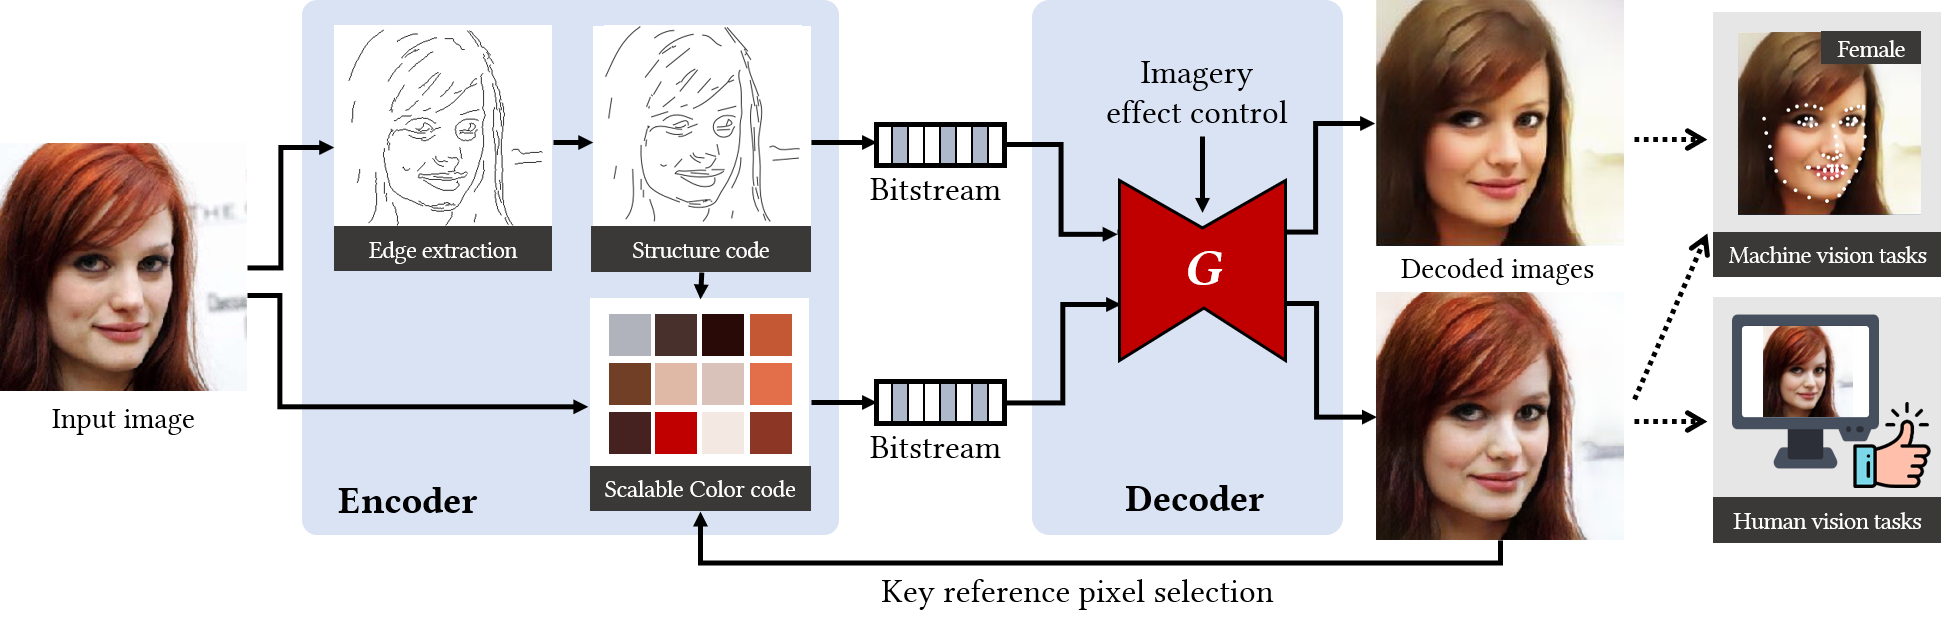 Input image
THE
Edge extraction
Structure code
Scalable Color code
Encoder
Bitstream
Bitstream
Imagery
effect control
G
Decoder
Decoded images
Key reference pixel selection
Female
Machine vision tasks
Human vision tasks